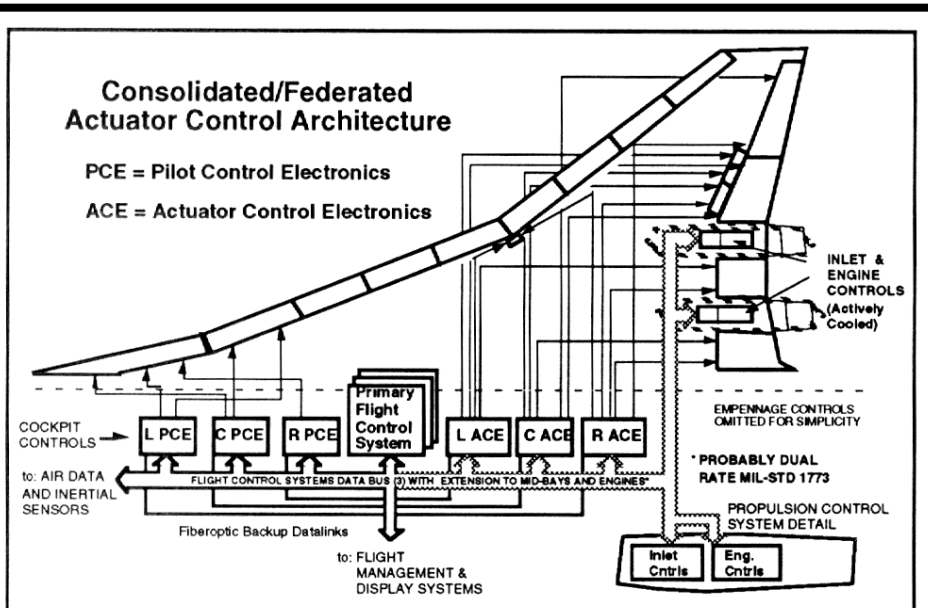 Consolidated/Federated
Actuator Control Architecture
PCE = Pilot Control Electronics
ACE = Actuator Control Electronics
INLET &
ENGINE
CONTROLS
(Actively
Cooled)
EMPENNAGE CONTROLS
OMITTED FOR SIMPLICITY
COCKPIT
CONTROLS
L PCE
C PCE
R PCE
Primary
Flight
Control
System
L ACE
C ACE
R ACE
to: AIR DATA
AND INERTIAL
SENSORS
FLIGHT CONTROL SYSTEMS DATA BUS (3) WITH EXTENSION TO MID-BAYS AND ENGINES*
* PROBABLY DUAL
RATE MIL-STD 1773
Fiberoptic Backup Datalinks
to: FLIGHT
MANAGEMENT &
DISPLAY SYSTEMS
PROPULSION CONTROL
SYSTEM DETAIL
Inlet
Cntrls
Eng.
Cntrls